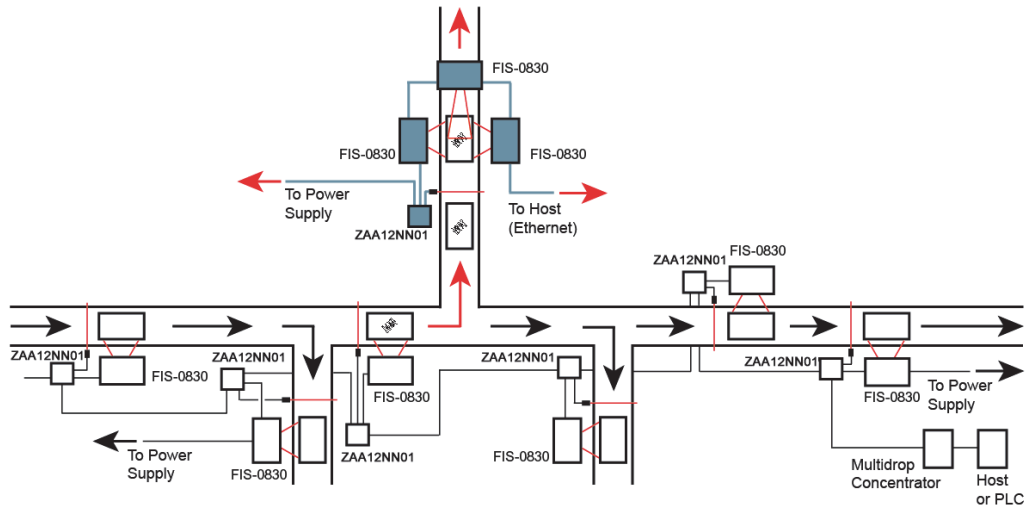 FIS-0830
FIS-0830
FIS-0830
To Power
Supply
To Host
(Ethernet)
ZAA12NN01
FIS-0830
ZAA12NN01
ZAA12NN01
ZAA12NN01
ZAA12NN01
ZAA12NN01
FIS-0830
FIS-0830
FIS-0830
To Power
Supply
ZAA12NN01
To Power
Supply
FIS-0830
FIS-0830
Multidrop
Concentrator
Host
or PLC